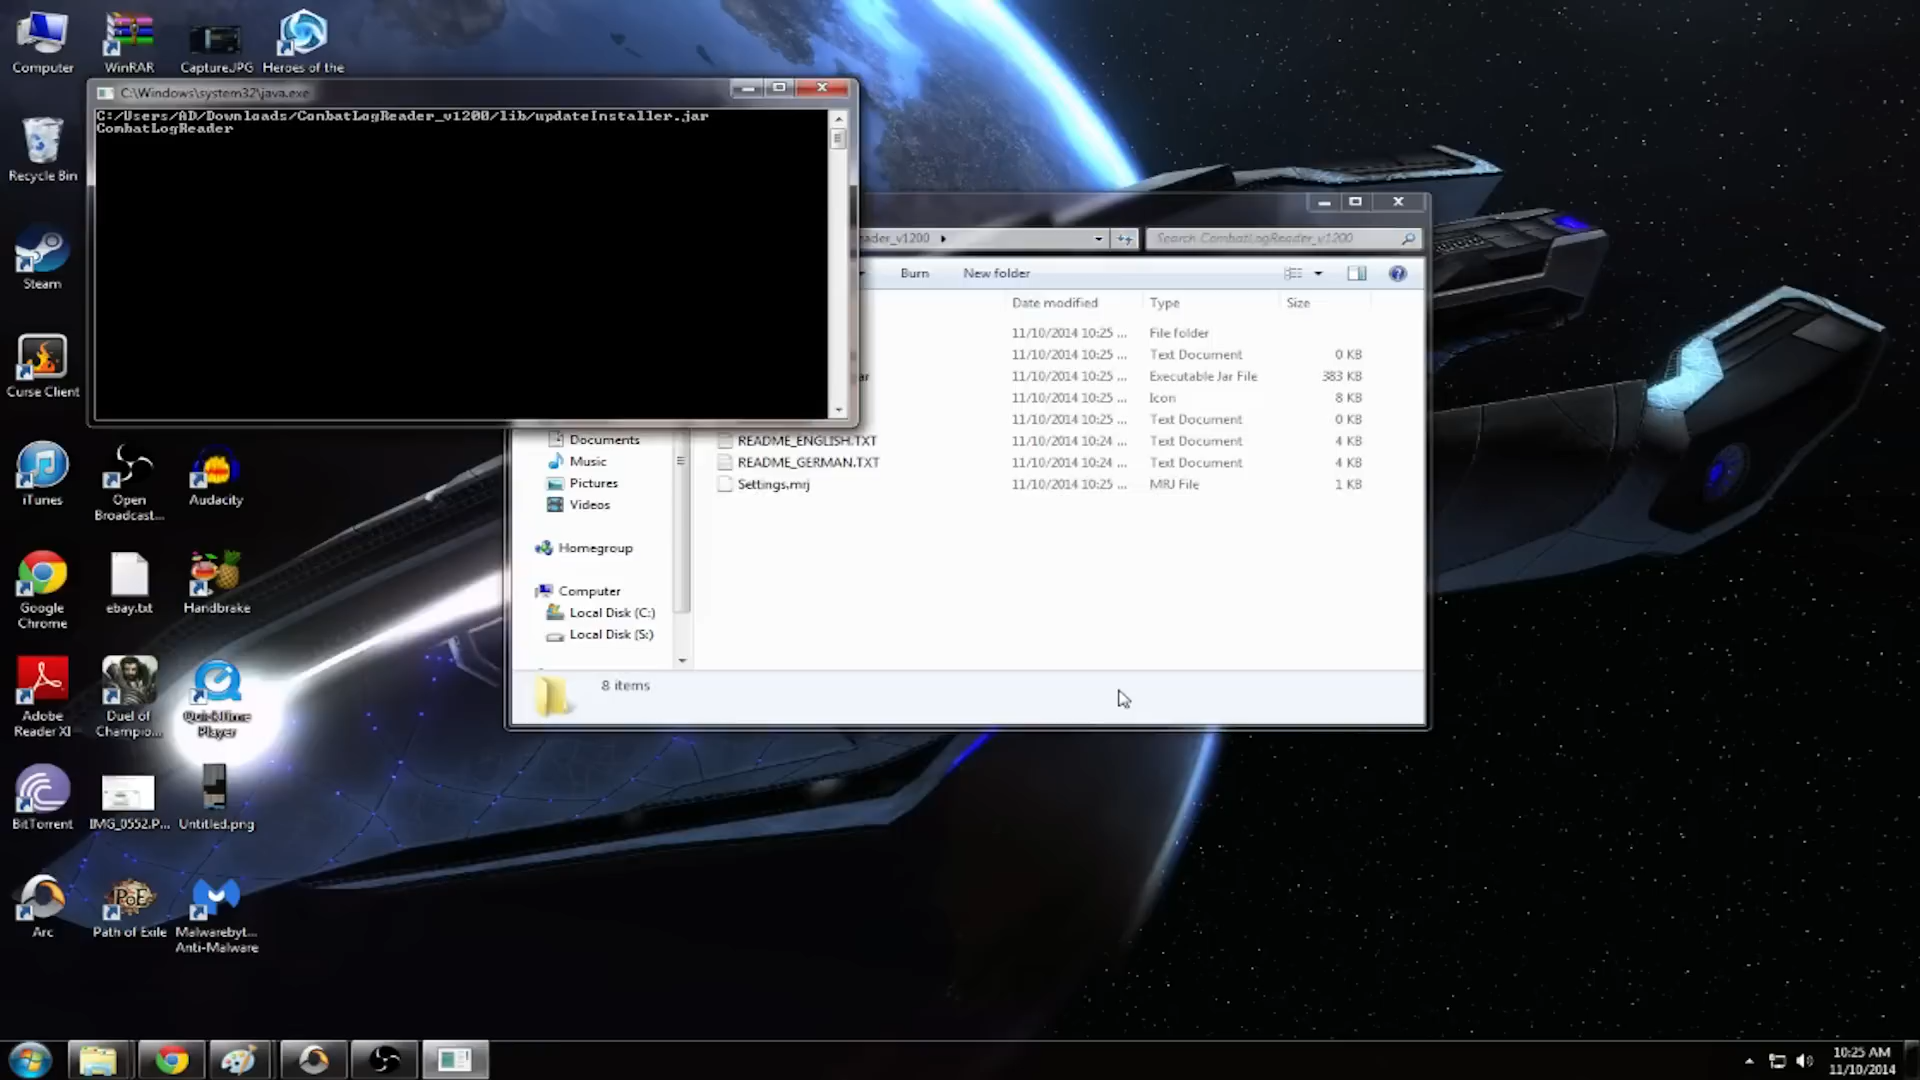 Computer
WinRAR
CaptureJPG
Heroes of the
C:\Windows\system32\java.exe
C:/Users/AD/Downloads/CombatLogReader_v1200/lib/updateInstaller.jar
CombatLogReader
Recycle Bin
Steam
Curse Client
iTunes
Open
Broadcast...
Audacity
Google
Chrome
ebay.txt
Handbrake
Adobe
Reader XI
Duel of
Champio...
QuickTime
Player
BitTorrent
IMG_0552.P...
Untitled.png
Arc
Path of Exile
Malwarebyt...
Anti-Malware
ader_v1200
Search CombatLogReader_v1200
Burn
New folder
Date modified
Type
Size
11/10/2014 10:25 ...
File folder
11/10/2014 10:25 ...
Text Document
0 KB
ar
11/10/2014 10:25 ...
Executable Jar File
383 KB
11/10/2014 10:25 ...
Icon
8 KB
11/10/2014 10:25 ...
Text Document
0 KB
README_ENGLISH.TXT
11/10/2014 10:24 ...
Text Document
4 KB
README_GERMAN.TXT
11/10/2014 10:24 ...
Text Document
4 KB
Settings.mrj
11/10/2014 10:25 ...
MRJ File
1 KB
Documents
Music
Pictures
Videos
Homegroup
Computer
Local Disk (C:)
Local Disk (S:)
8 items
PoE
10:25 AM
11/10/2014